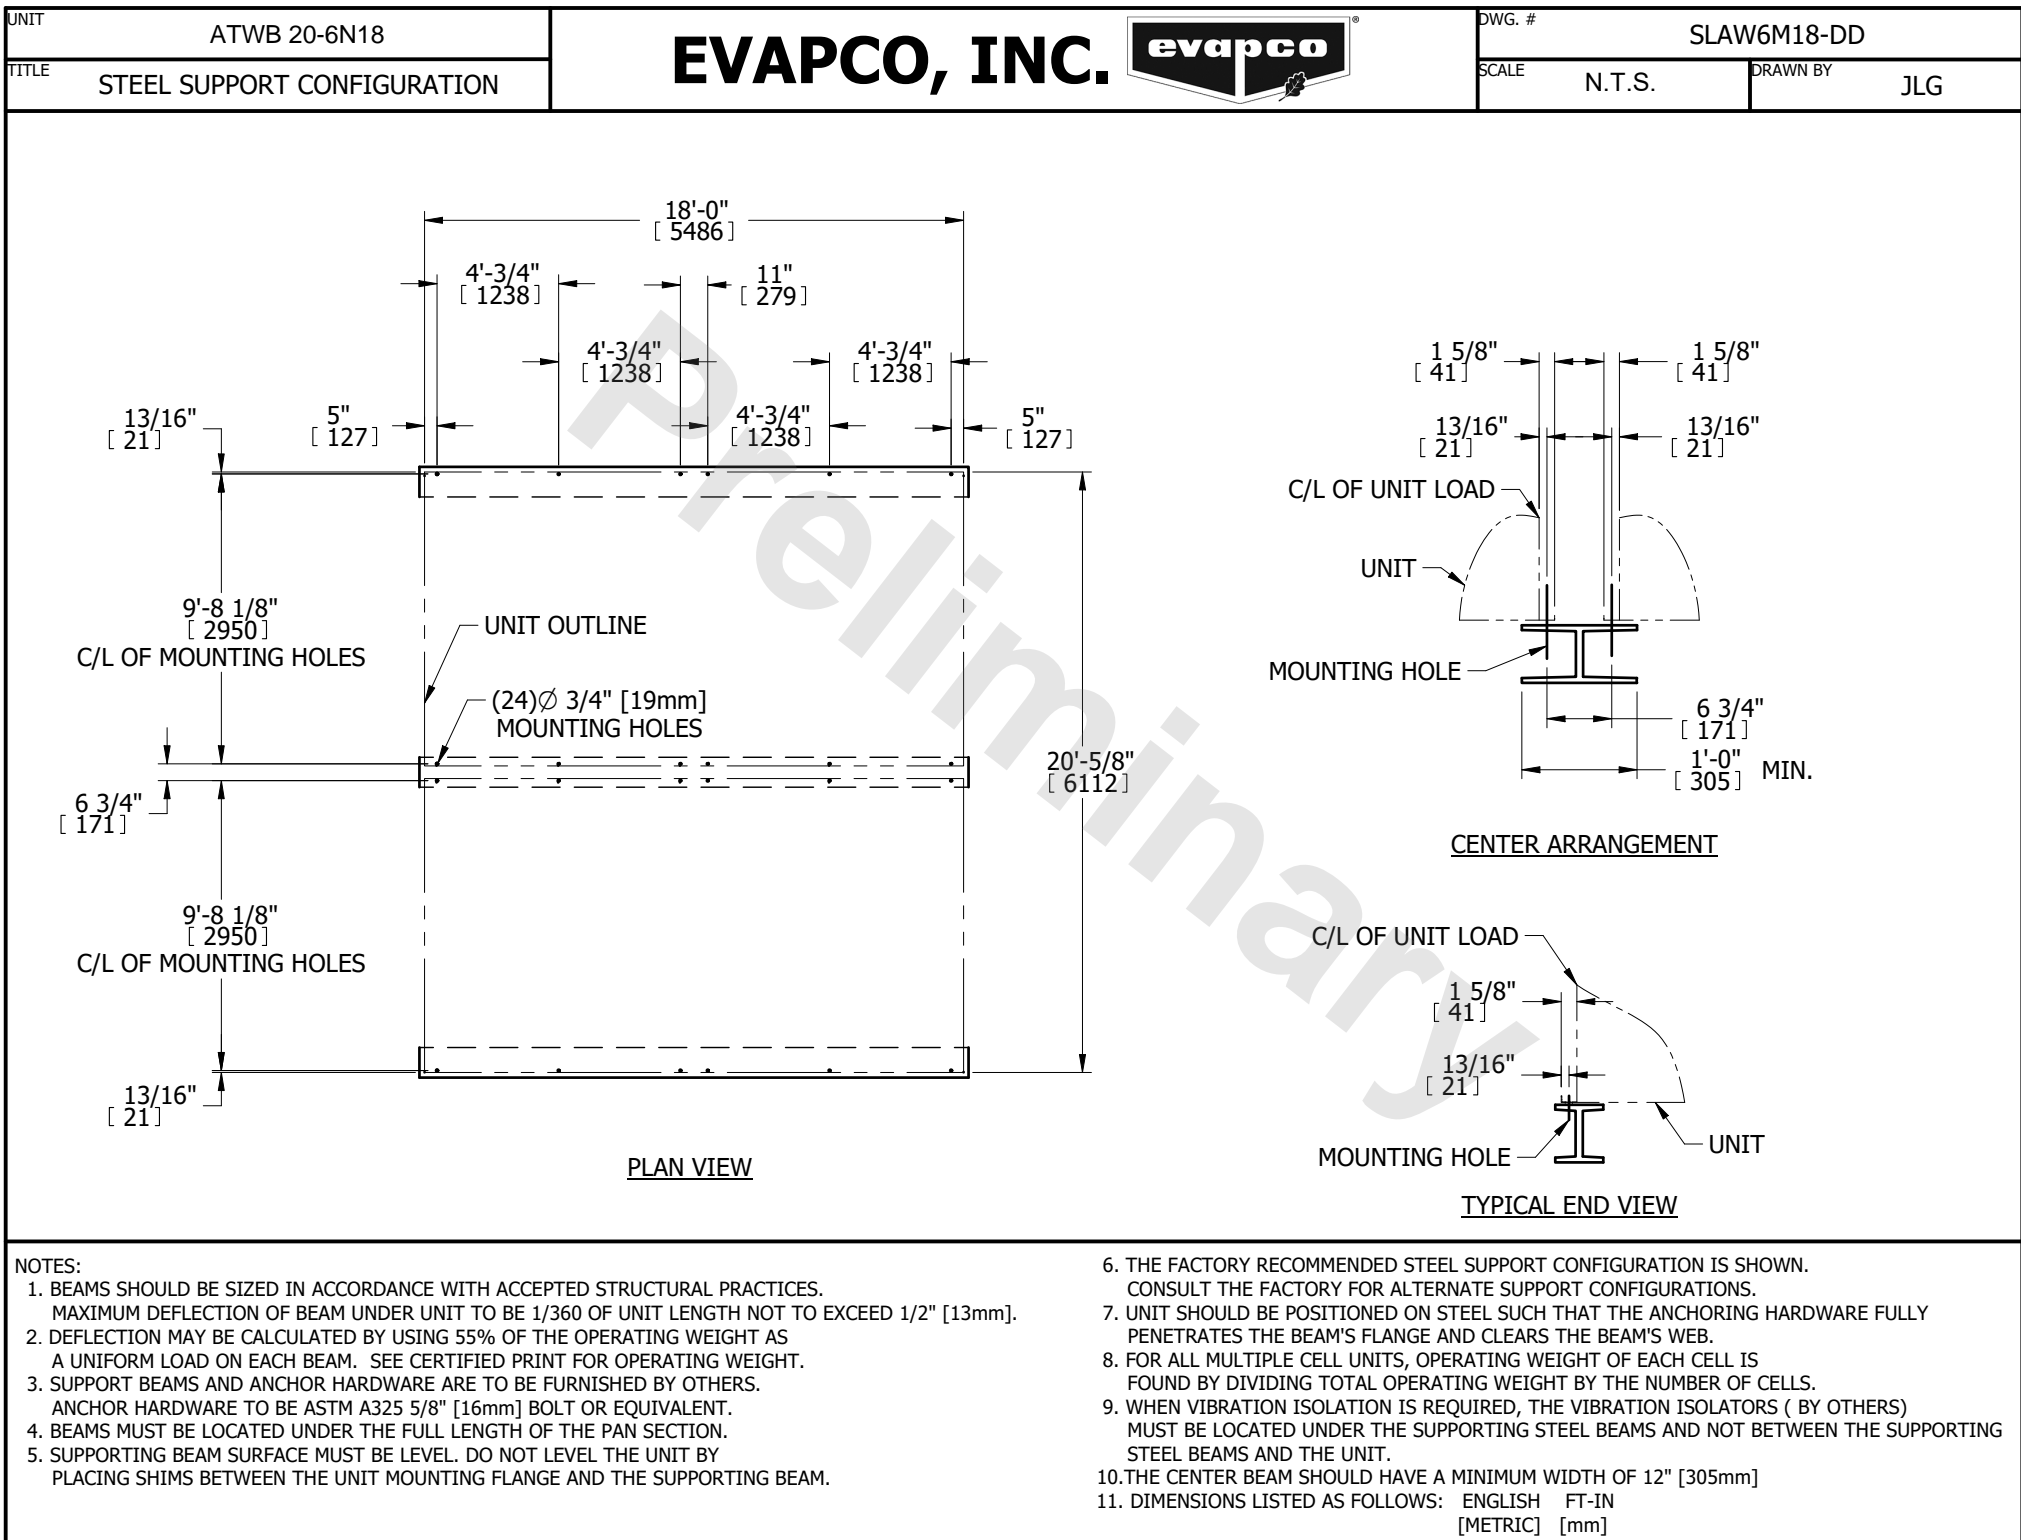 UNIT
ATWB 20-6N18
TITLE
STEEL SUPPORT CONFIGURATION
EVAPCO, INC.
evapco
®
DWG. #
SLAW6M18-DD
SCALE
N.T.S.
DRAWN BY
JLG
18'-0"
[ 5486 ]
4'-3/4"
[ 1238 ]
11"
[ 279 ]
4'-3/4"
[ 1238 ]
4'-3/4"
[ 1238 ]
13/16"
[ 21 ]
5"
[ 127 ]
4'-3/4"
[ 1238 ]
5"
[ 127 ]
9'-8 1/8"
[ 2950 ]
C/L OF MOUNTING HOLES
UNIT OUTLINE
(24)∅ 3/4" [19mm]
MOUNTING HOLES
6 3/4"
[ 171 ]
20'-5/8"
[ 6112 ]
9'-8 1/8"
[ 2950 ]
C/L OF MOUNTING HOLES
13/16"
[ 21 ]
PLAN VIEW
Preliminary
1 5/8"
[ 41 ]
1 5/8"
[ 41 ]
13/16"
[ 21 ]
13/16"
[ 21 ]
C/L OF UNIT LOAD
UNIT
MOUNTING HOLE
6 3/4"
[ 171 ]
1'-0"
[ 305 ]
MIN.
CENTER ARRANGEMENT
C/L OF UNIT LOAD
1 5/8"
[ 41 ]
13/16"
[ 21 ]
MOUNTING HOLE
UNIT
TYPICAL END VIEW
NOTES:
1. BEAMS SHOULD BE SIZED IN ACCORDANCE WITH ACCEPTED STRUCTURAL PRACTICES.
MAXIMUM DEFLECTION OF BEAM UNDER UNIT TO BE 1/360 OF UNIT LENGTH NOT TO EXCEED 1/2" [13mm].
2. DEFLECTION MAY BE CALCULATED BY USING 55% OF THE OPERATING WEIGHT AS
A UNIFORM LOAD ON EACH BEAM. SEE CERTIFIED PRINT FOR OPERATING WEIGHT.
3. SUPPORT BEAMS AND ANCHOR HARDWARE ARE TO BE FURNISHED BY OTHERS.
ANCHOR HARDWARE TO BE ASTM A325 5/8" [16mm] BOLT OR EQUIVALENT.
4. BEAMS MUST BE LOCATED UNDER THE FULL LENGTH OF THE PAN SECTION.
5. SUPPORTING BEAM SURFACE MUST BE LEVEL. DO NOT LEVEL THE UNIT BY
PLACING SHIMS BETWEEN THE UNIT MOUNTING FLANGE AND THE SUPPORTING BEAM.
6. THE FACTORY RECOMMENDED STEEL SUPPORT CONFIGURATION IS SHOWN.
CONSULT THE FACTORY FOR ALTERNATE SUPPORT CONFIGURATIONS.
7. UNIT SHOULD BE POSITIONED ON STEEL SUCH THAT THE ANCHORING HARDWARE FULLY
PENETRATES THE BEAM'S FLANGE AND CLEARS THE BEAM'S WEB.
8. FOR ALL MULTIPLE CELL UNITS, OPERATING WEIGHT OF EACH CELL IS
FOUND BY DIVIDING TOTAL OPERATING WEIGHT BY THE NUMBER OF CELLS.
9. WHEN VIBRATION ISOLATION IS REQUIRED, THE VIBRATION ISOLATORS ( BY OTHERS)
MUST BE LOCATED UNDER THE SUPPORTING STEEL BEAMS AND NOT BETWEEN THE SUPPORTING
STEEL BEAMS AND THE UNIT.
10.THE CENTER BEAM SHOULD HAVE A MINIMUM WIDTH OF 12" [305mm]
11. DIMENSIONS LISTED AS FOLLOWS: ENGLISH FT-IN
[METRIC] [mm]